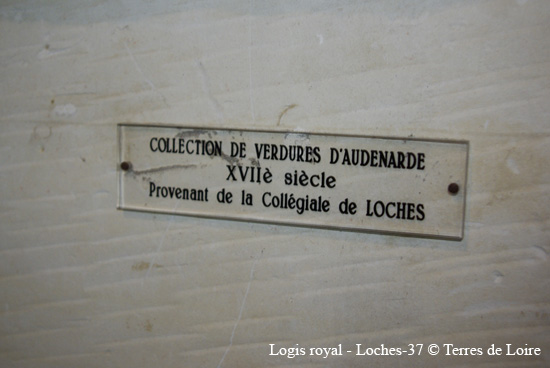 COLLECTION DE VERDURES D'AUDENARDE
XVIIè siècle
Provenant de la Collégiale de LOCHES
Logis royal - Loches-37 © Terres de Loire